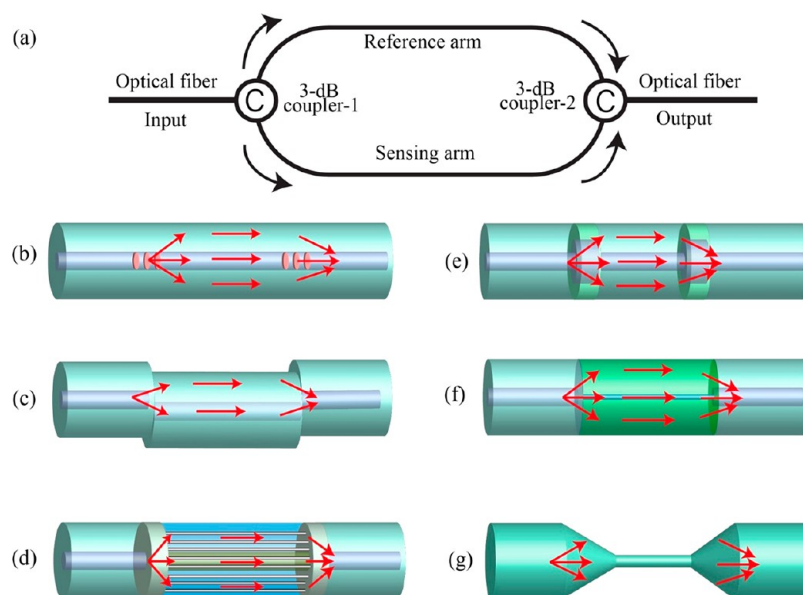 (a)
Reference arm
Optical fiber
Input
C
3-dB
coupler-1
3-dB
coupler-2
C
Optical fiber
Output
Sensing arm
(b)
(e)
(c)
(f)
(d)
(g)